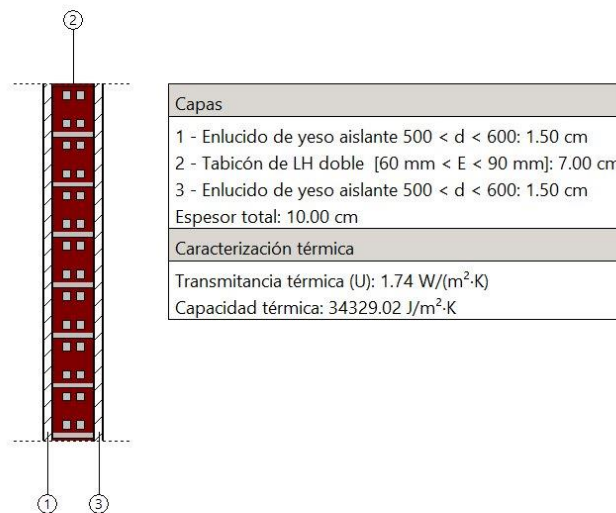 2
Capas
1 - Enlucido de yeso aislante 500 < d < 600: 1.50 cm
2 - Tabicón de LH doble [60 mm < E < 90 mm]: 7.00 cm
3 - Enlucido de yeso aislante 500 < d < 600: 1.50 cm
Espesor total: 10.00 cm
Caracterización térmica
Transmitancia térmica (U): 1.74 W/(m²·K)
Capacidad térmica: 34329.02 J/m²·K
1 3